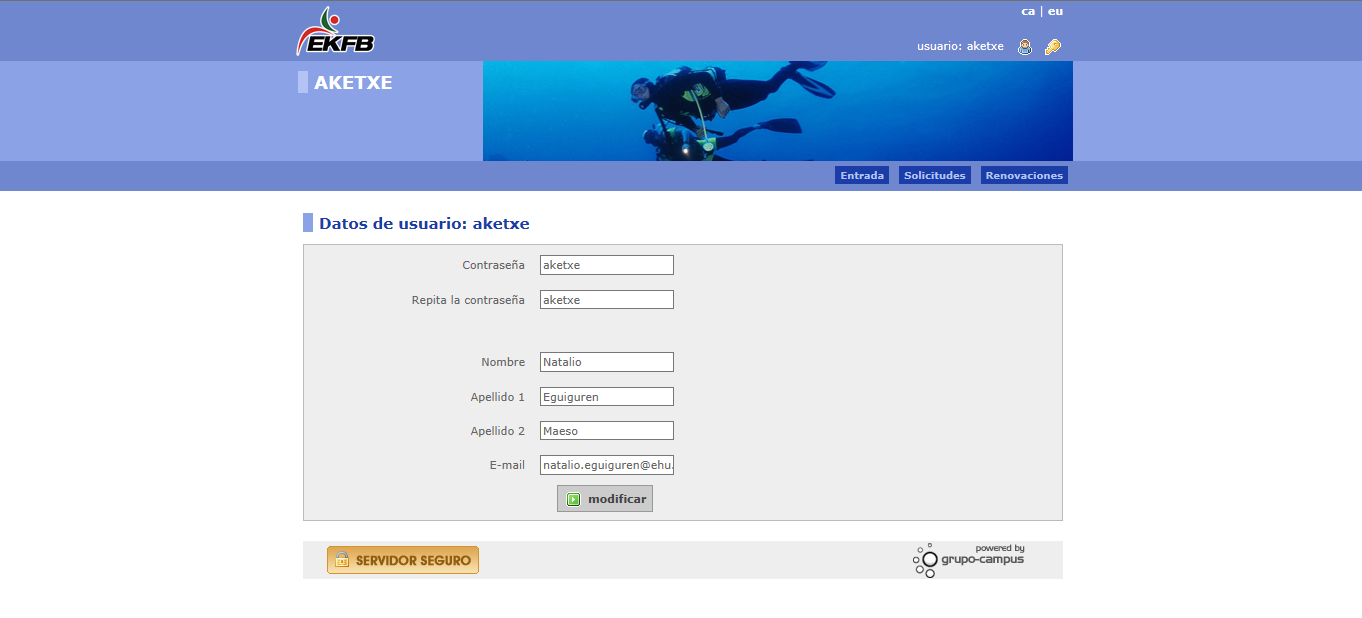 ca | eu
EKFB
usuario: aketxe
AKETXE
Entrada Solicitudes Renovaciones
Datos de usuario: aketxe
Contraseña aketxe
Repita la contraseña aketxe
Nombre Natalio
Apellido 1 Eguiguren
Apellido 2 Maeso
E-mail natalio.eguiguren@ehu.
modificar
SERVIDOR SEGURO
powered by
grupo-campus